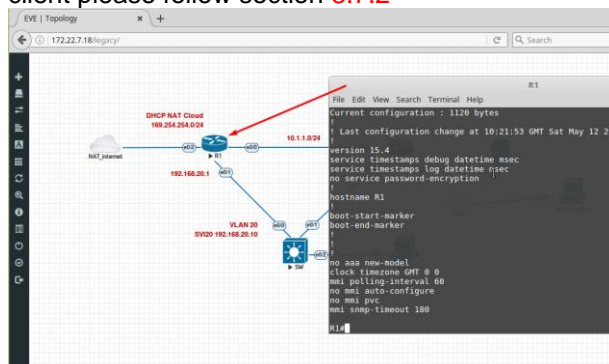 client please follow section 3.7.2
EVE | Topology
172.22.7.18/legacy/
Search
R1
File Edit View Search Terminal Help
Current configuration : 1120 bytes
!
! Last configuration change at 10:21:53 GMT Sat May 12 2
!
version 15.4
service timestamps debug datetime msec
service timestamps log datetime msec
no service password-encryption
!
hostname R1
!
boot-start-marker
boot-end-marker
!
!
!
no aaa new-model
clock timezone GMT 0 0
mmi polling-interval 60
no mmi auto-configure
no mmi pvc
mmi snmp-timeout 180
R1#
DHCP NAT Cloud
169.254.254.0/24
10.1.1.0/24
NAT_internet
e0/2
R1
e0/0
192.168.20.1
e0/1
VLAN 20
SVI20 192.168.20.10
e0/0
e0/1
SW
e0/2